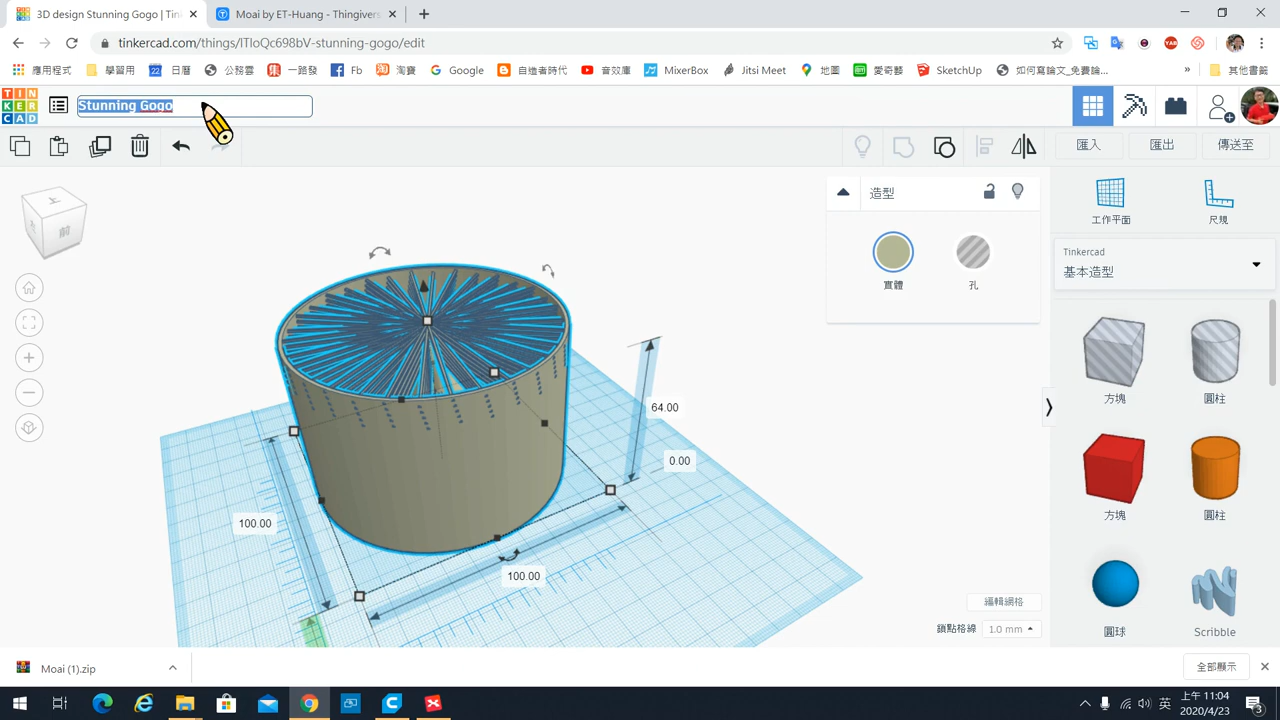 3D design Stunning Gogo | Tinkercad
Moai by ET-Huang - Thingiverse
tinkercad.com/things/lTloQc698bV-stunning-gogo/edit
應用程式 學習用 日曆 公務雲 一路發 Fb 淘寶 Google 自造者時代 音效庫 MixerBox Jitsi Meet 地圖 愛奇藝 SketchUp 如何寫論文_免費論... » 其他書籤
TIN
KER
CAD
Stunning Gogo
匯入 匯出 傳送至
上
前
造型
實體 孔
工作平面 尺規
Tinkercad
基本造型
方塊 圓柱
方塊 圓柱
圓球 Scribble
64.00
0.00
100.00
100.00
編輯網格
鎖點格線 1.0 mm
Moai (1).zip
全部顯示
英
上午 11:04
2020/4/23
3